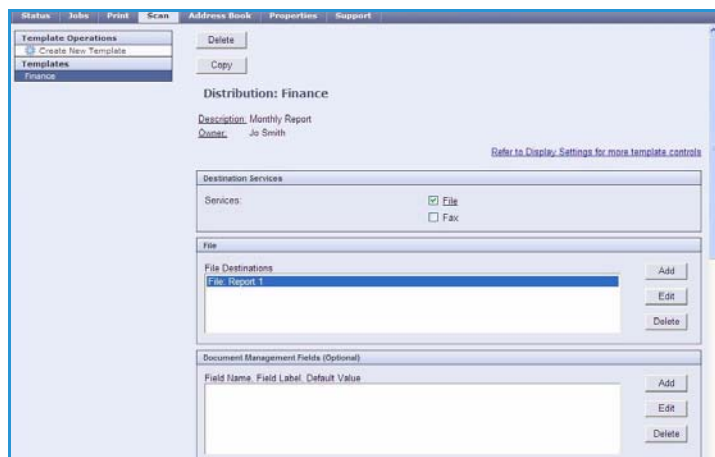 Status Jobs Print Scan Address Book Properties Support
Template Operations
Create New Template
Templates
Finance
Delete
Copy
Distribution: Finance
Description: Monthly Report
Owner: Jo Smith
Refer to Display Settings for more template controls
Destination Services
Services: File
Fax
File
File Destinations
File: Report 1
Add
Edit
Delete
Document Management Fields (Optional)
Field Name, Field Label, Default Value
Add
Edit
Delete